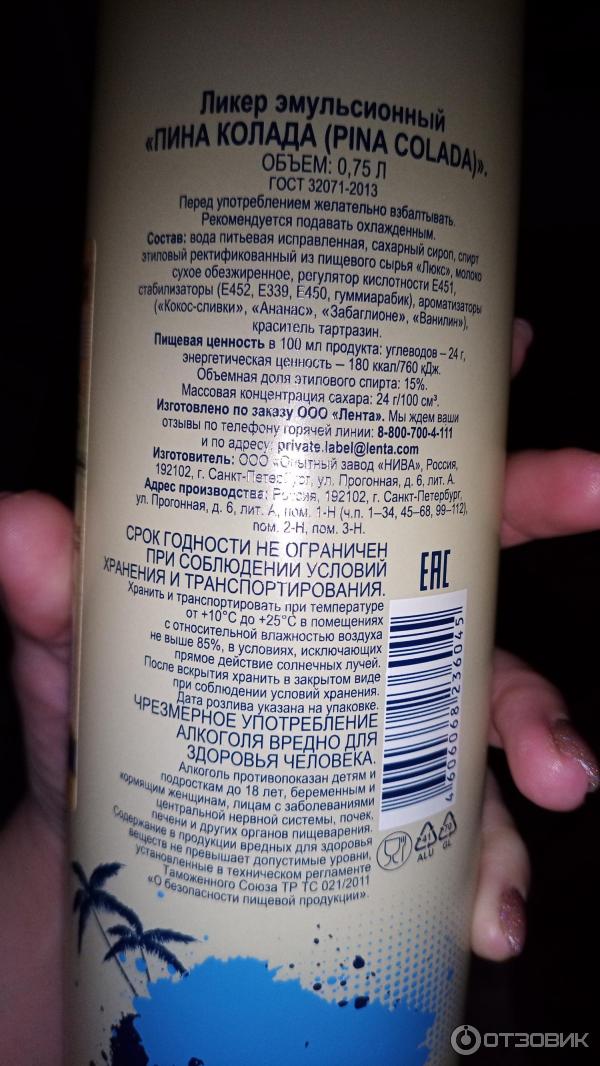 Ликер эмульсионный
«ПИНА КОЛАДА (PINA COLADA)».
ОБЪЕМ: 0,75 Л
ГОСТ 32071-2013
Перед употреблением желательно взбалтывать.
Рекомендуется подавать охлажденным.
Состав: вода питьевая исправленная, сахарный сироп, спирт
этиловый ректификованный из пищевого сырья «Люкс», молоко
сухое обезжиренное, регулятор кислотности Е451,
стабилизаторы (Е452, Е339, Е450, гуммиарабик), ароматизаторы
(«Кокос-сливки», «Ананас», «Забаглионе», «Ванилин»),
краситель тартразин.
Пищевая ценность в 100 мл продукта: углеводов – 24 г,
энергетическая ценность — 180 ккал/760 кДж.
Объемная доля этилового спирта: 15%.
Массовая концентрация сахара: 24 г/100 см³.
Изготовлено по заказу ООО «Лента». Мы ждем ваши
отзывы по телефону горячей линии: 8-800-700-4-111
и по адресу: private.label@lenta.com
Изготовитель: ООО «Опытный завод «НИВА», Россия,
192102, г. Санкт-Петербург, ул. Прогонная, д. 6, лит. А.
Адрес производства: Россия, 192102, г. Санкт-Петербург,
ул. Прогонная, д. 6, лит. А, пом. 1-Н (ч.п. 1–34, 45–68, 99–112),
пом. 2-Н, пом. 3-Н.
СРОК ГОДНОСТИ НЕ ОГРАНИЧЕН
ПРИ СОБЛЮДЕНИИ УСЛОВИЙ
ХРАНЕНИЯ И ТРАНСПОРТИРОВАНИЯ.
Хранить и транспортировать при температуре
от +10°С до +25°С в помещениях
с относительной влажностью воздуха
не выше 85%, в условиях, исключающих
прямое действие солнечных лучей.
После вскрытия хранить в закрытом виде
при соблюдении условий хранения.
Дата розлива указана на упаковке.
ЧРЕЗМЕРНОЕ УПОТРЕБЛЕНИЕ
АЛКОГОЛЯ ВРЕДНО ДЛЯ
ЗДОРОВЬЯ ЧЕЛОВЕКА.
Алкоголь противопоказан детям и
подросткам до 18 лет, беременным и
кормящим женщинам, лицам с заболеваниями
центральной нервной системы, почек,
печени и других органов пищеварения.
Содержание в продукции вредных для здоровья
веществ не превышает допустимые уровни,
установленные в техническом регламенте
Таможенного Союза ТР ТС 021/2011
«О безопасности пищевой продукции».
ЕАС
4 606068 236045
41
ALU
70
GL
ОТЗОВИК